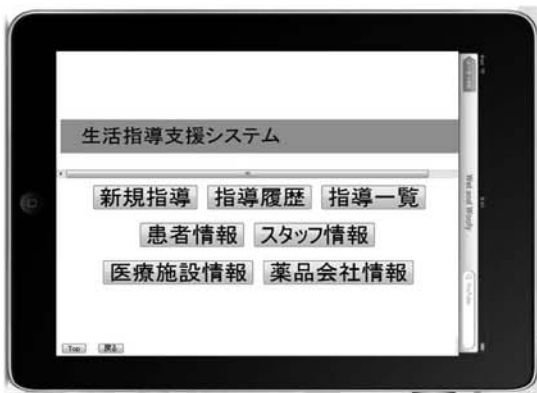 生活指導支援システム
新規指導 指導履歴 指導一覧
患者情報 スタッフ情報
医療施設情報 薬品会社情報
Top 戻る